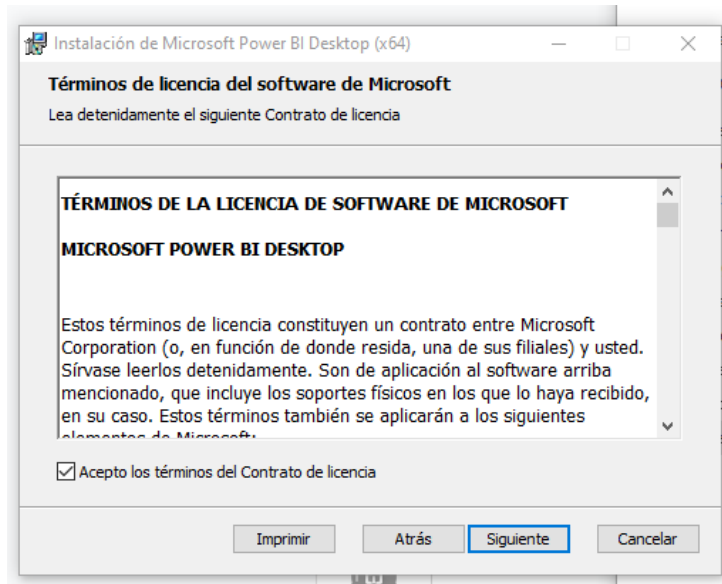 Instalación de Microsoft Power BI Desktop (x64)
Términos de licencia del software de Microsoft
Lea detenidamente el siguiente Contrato de licencia
TÉRMINOS DE LA LICENCIA DE SOFTWARE DE MICROSOFT
MICROSOFT POWER BI DESKTOP
Estos términos de licencia constituyen un contrato entre Microsoft
Corporation (o, en función de donde resida, una de sus filiales) y usted.
Sírvase leerlos detenidamente. Son de aplicación al software arriba
mencionado, que incluye los soportes físicos en los que lo haya recibido,
en su caso. Estos términos también se aplicarán a los siguientes
elementos de Microsoft:
Acepto los términos del Contrato de licencia
Imprimir Atrás Siguiente Cancelar